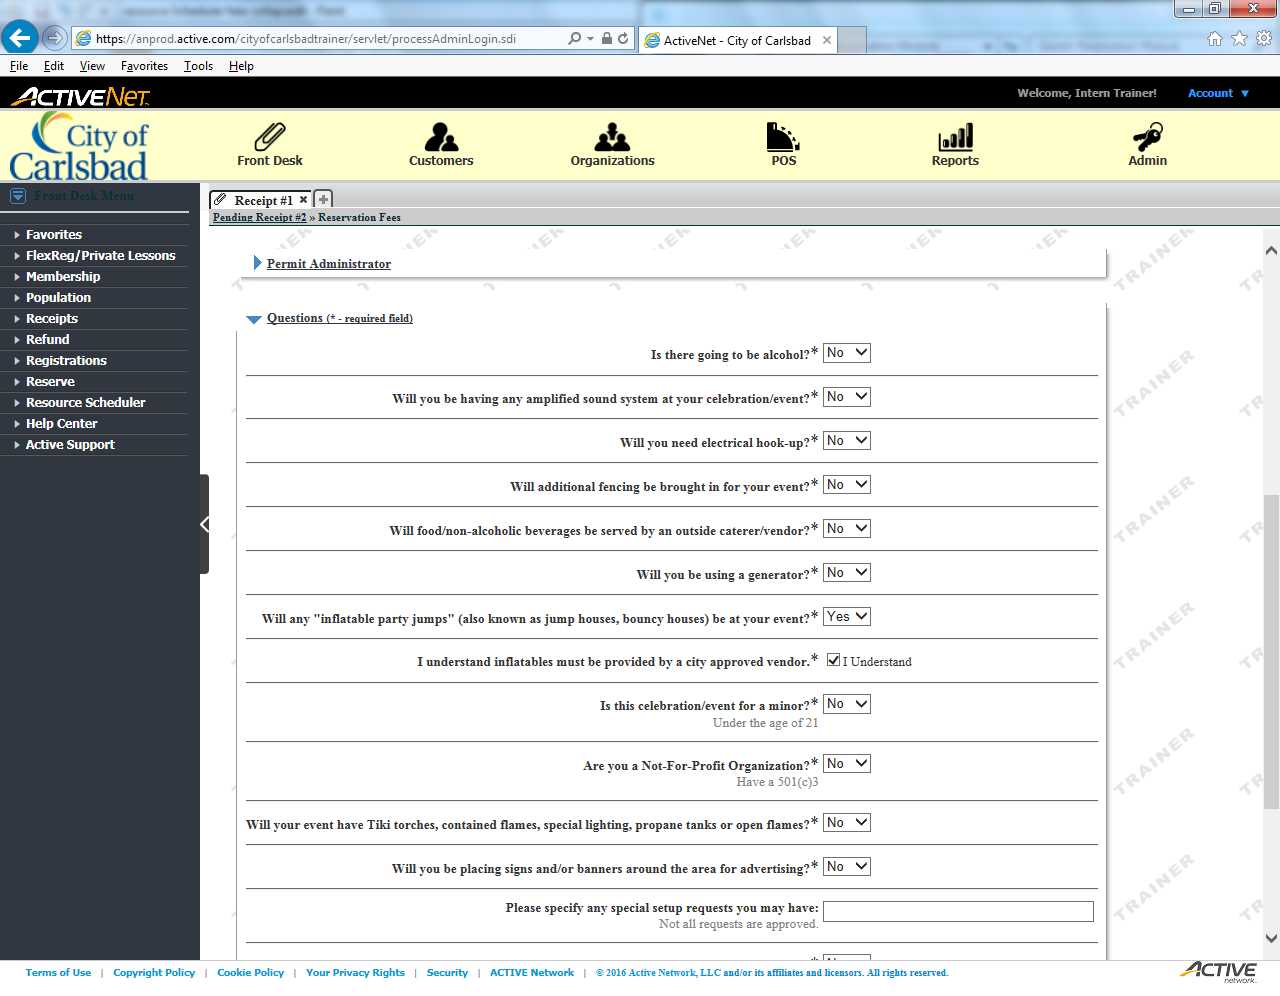 https://anprod.active.com/cityofcarlsbadtrainer/servlet/processAdminLogin.sdi
ActiveNet - City of Carlsbad
File Edit View Favorites Tools Help
ACTIVENET
Welcome, Intern Trainer! Account
City of
Carlsbad
Front Desk Customers Organizations POS Reports Admin
Front Desk Menu
Receipt #1
Pending Receipt #2 » Reservation Fees
Favorites
FlexReg/Private Lessons
Membership
Population
Receipts
Refund
Registrations
Reserve
Resource Scheduler
Help Center
Active Support
Permit Administrator
Questions (* - required field)
Is there going to be alcohol?* No
Will you be having any amplified sound system at your celebration/event?* No
Will you need electrical hook-up?* No
Will additional fencing be brought in for your event?* No
Will food/non-alcoholic beverages be served by an outside caterer/vendor?* No
Will you be using a generator?* No
Will any "inflatable party jumps" (also known as jump houses, bouncy houses) be at your event?* Yes
I understand inflatables must be provided by a city approved vendor.* I Understand
Is this celebration/event for a minor?* No
Under the age of 21
Are you a Not-For-Profit Organization?* No
Have a 501(c)3
Will your event have Tiki torches, contained flames, special lighting, propane tanks or open flames?* No
Will you be placing signs and/or banners around the area for advertising?* No
Please specify any special setup requests you may have:
Not all requests are approved.
TRAINER
TRAINER
TRAINER
TRAINER
TRAINER
Terms of Use | Copyright Policy | Cookie Policy | Your Privacy Rights | Security | ACTIVE Network | © 2016 Active Network, LLC and/or its affiliates and licensors. All rights reserved.
ACTIVE
network